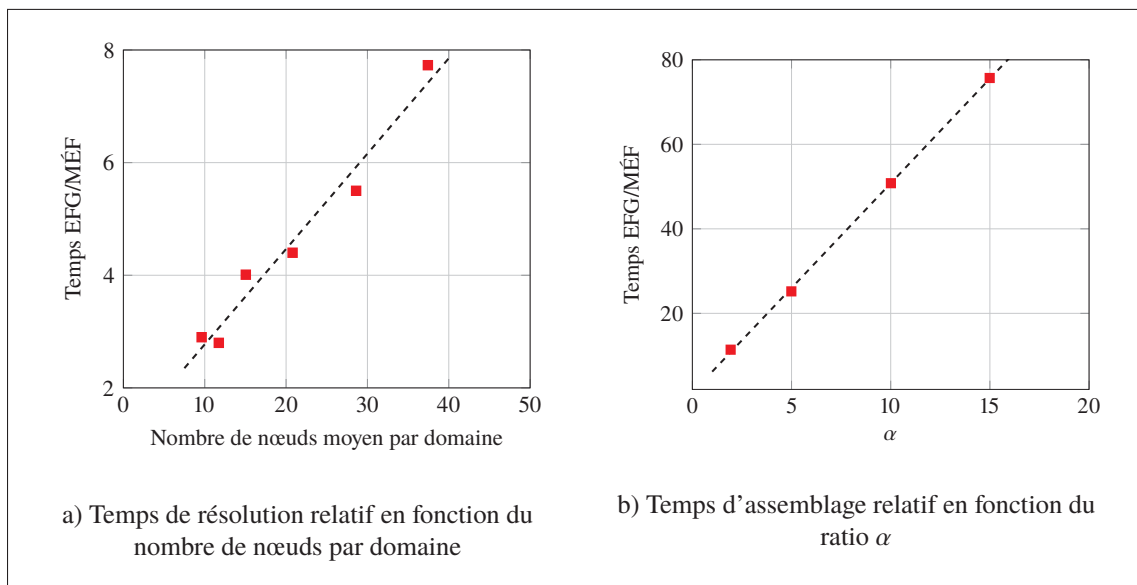 8
6
4
2
0
10
20
30
40
50
Temps EFG/MÉF
Nombre de nœuds moyen par domaine
a) Temps de résolution relatif en fonction du
nombre de nœuds par domaine
80
60
40
20
0
5
10
15
20
Temps EFG/MÉF
α
b) Temps d'assemblage relatif en fonction du
ratio α